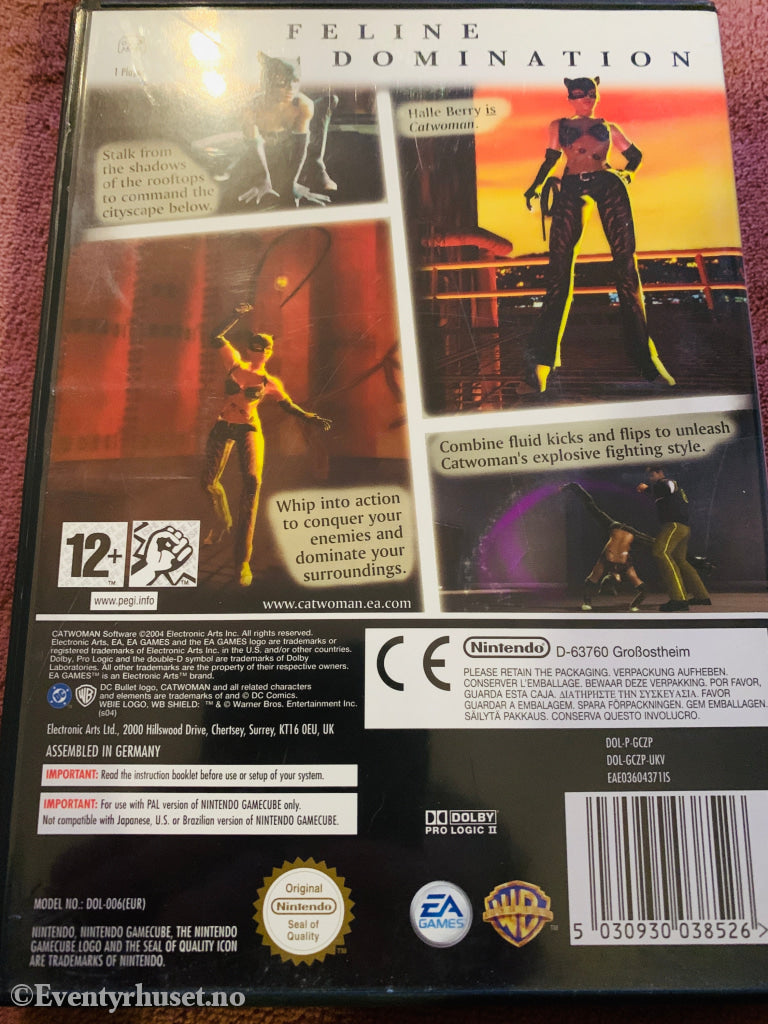 FELINE
DOMINATION
Stalk from
the shadows
of the rooftops
to command the
cityscape below.
Halle Berry is
Catwoman.
Combine fluid kicks and flips to unleash
Catwoman's explosive fighting style.
Whip into action
to conquer your
enemies and
dominate your
surroundings.
12+
www.pegi.info
www.catwoman.ea.com
CATWOMAN Software ©2004 Electronic Arts Inc. All rights reserved.
Electronic Arts, EA, EA GAMES and the EA GAMES logo are trademarks or
registered trademarks of Electronic Arts Inc. in the U.S. and/or other countries.
Dolby, Pro Logic and the double-D symbol are trademarks of Dolby
Laboratories. All other trademarks are the property of their respective owners.
EA GAMES™ is an Electronic Arts™ brand.
DC Bullet logo, CATWOMAN and all related characters
and elements are trademarks of and © DC Comics.
WBIE LOGO, WB SHIELD: ™ & © Warner Bros. Entertainment Inc.
(s04)
Electronic Arts Ltd., 2000 Hillswood Drive, Chertsey, Surrey, KT16 0EU, UK
ASSEMBLED IN GERMANY
IMPORTANT: Read the instruction booklet before use or setup of your system.
IMPORTANT: For use with PAL version of NINTENDO GAMECUBE only.
Not compatible with Japanese, U.S. or Brazilian version of NINTENDO GAMECUBE.
CE
Nintendo D-63760 Großostheim
PLEASE RETAIN THE PACKAGING. VERPACKUNG AUFHEBEN.
CONSERVER L'EMBALLAGE. BEWAAR DEZE VERPAKKING. POR FAVOR,
GUARDA ESTA CAJA. ΔΙΑΤΗΡΗΣΤΕ ΤΗΝ ΣΥΣΚΕΥΑΣΙΑ. FAVOR
GUARDAR A EMBALAGEM. SPARA FÖRPACKNINGEN. GEM EMBALLAGEN.
SÄILYTÄ PAKKAUS. CONSERVA QUESTO INVOLUCRO.
DOL-P-GCZP
DOL-GCZP-UKV
EAE03604371IS
DOLBY
PRO LOGIC II
MODEL NO.: DOL-006(EUR)
NINTENDO, NINTENDO GAMECUBE, THE NINTENDO
GAMECUBE LOGO AND THE SEAL OF QUALITY ICON
ARE TRADEMARKS OF NINTENDO.
Original
Nintendo
Seal of
Quality
™
EA
GAMES
WB
™
5 030930 038526 >
©Eventyrhuset.no